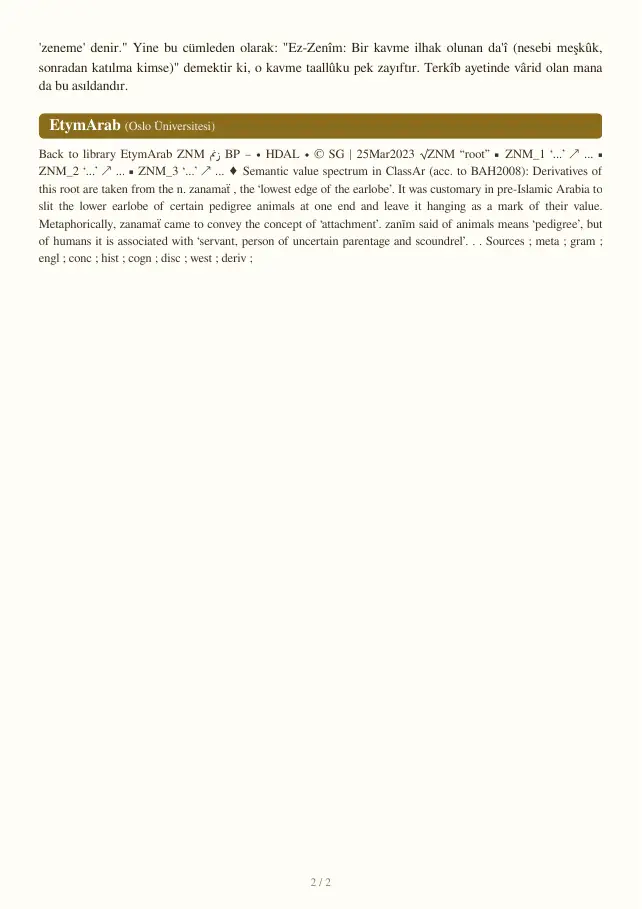 'zeneme' denir." Yine bu cümleden olarak: "Ez-Zenîm: Bir kavme ilhak olunan da'î (nesebi meşkûk,
sonradan katılma kimse)" demektir ki, o kavme taallûku pek zayıftır. Terkîb ayetinde vârid olan mana
da bu asıldandır.
EtymArab (Oslo Üniversitesi)
Back to library EtymArab ZNM زنم BP – • HDAL • © SG | 25Mar2023 √ZNM “root” ▪ ZNM_1 ‘...’ ↗ ... ▪
ZNM_2 ‘...’ ↗ ... ▪ ZNM_3 ‘...’ ↗ ... ♦ Semantic value spectrum in ClassAr (acc. to BAH2008): Derivatives of
this root are taken from the n. zanamaẗ , the ‘lowest edge of the earlobe’. It was customary in pre-Islamic Arabia to
slit the lower earlobe of certain pedigree animals at one end and leave it hanging as a mark of their value.
Metaphorically, zanamaẗ came to convey the concept of ‘attachment’. zanīm said of animals means ‘pedigree’, but
of humans it is associated with ‘servant, person of uncertain parentage and scoundrel’. . . Sources ; meta ; gram ;
engl ; conc ; hist ; cogn ; disc ; west ; deriv ;
2 / 2